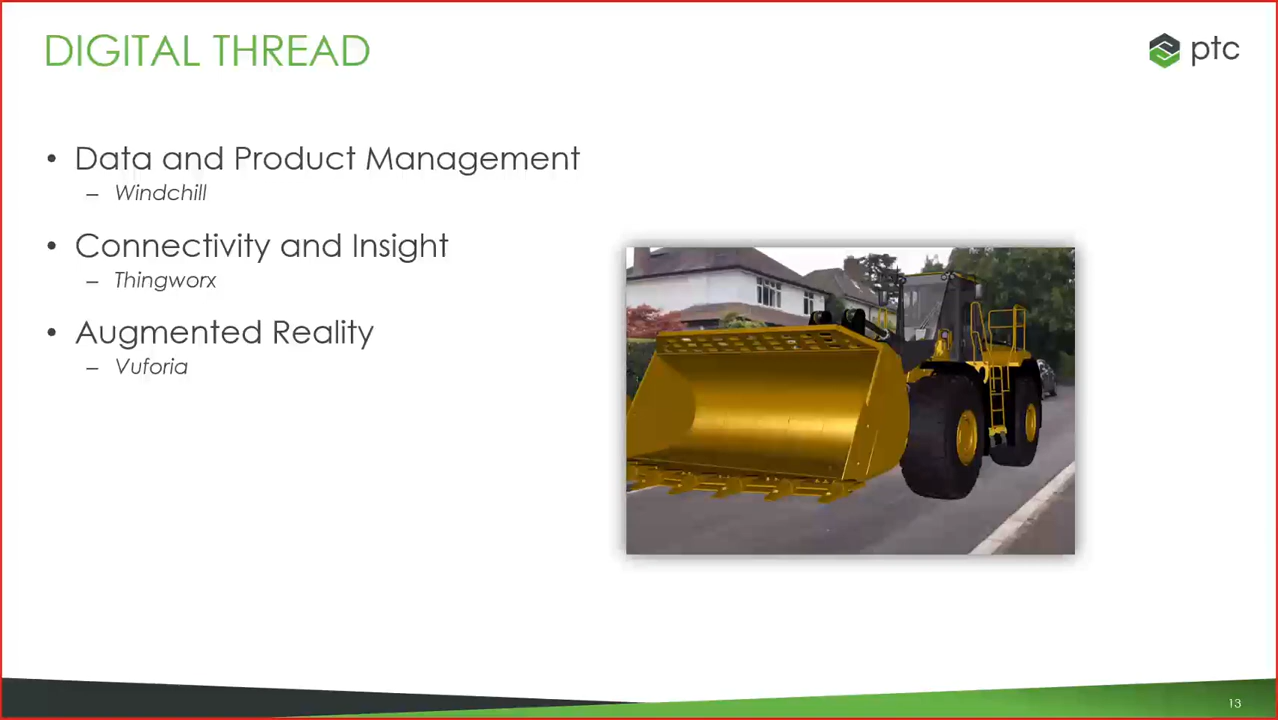 DIGITAL THREAD
ptc
• Data and Product Management
– Windchill
• Connectivity and Insight
– Thingworx
• Augmented Reality
– Vuforia
13